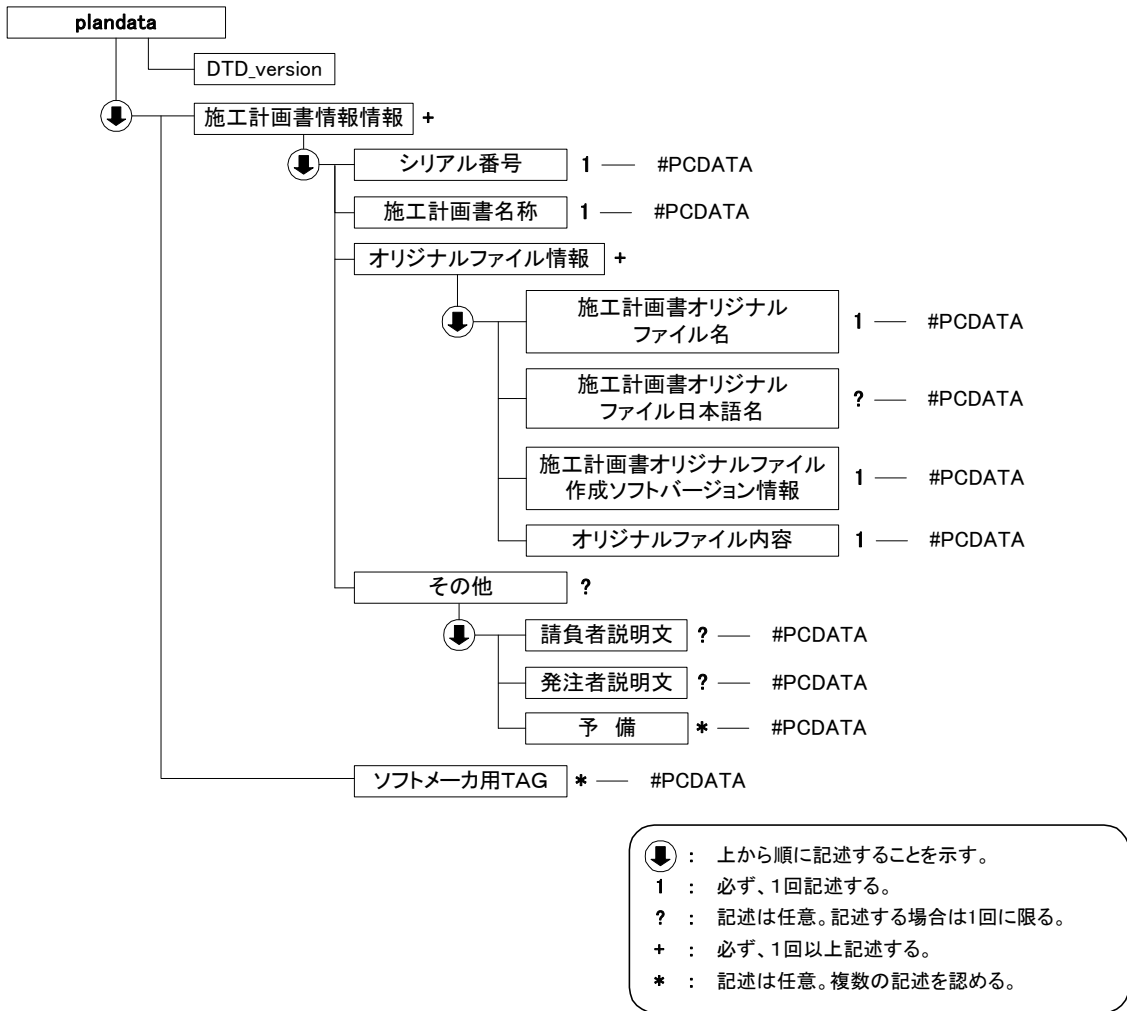 plandata
DTD_version
施工計画書情報情報 +
シリアル番号 1 — #PCDATA
施工計画書名称 1 — #PCDATA
オリジナルファイル情報 +
施工計画書オリジナル
ファイル名 1 — #PCDATA
施工計画書オリジナル
ファイル日本語名 ? — #PCDATA
施工計画書オリジナルファイル
作成ソフトバージョン情報 1 — #PCDATA
オリジナルファイル内容 1 — #PCDATA
その他 ?
請負者説明文 ? — #PCDATA
発注者説明文 ? — #PCDATA
予 備 * — #PCDATA
ソフトメーカ用TAG * — #PCDATA
: 上から順に記述することを示す。
1 : 必ず、1回記述する。
? : 記述は任意。記述する場合は1回に限る。
+ : 必ず、1回以上記述する。
* : 記述は任意。複数の記述を認める。